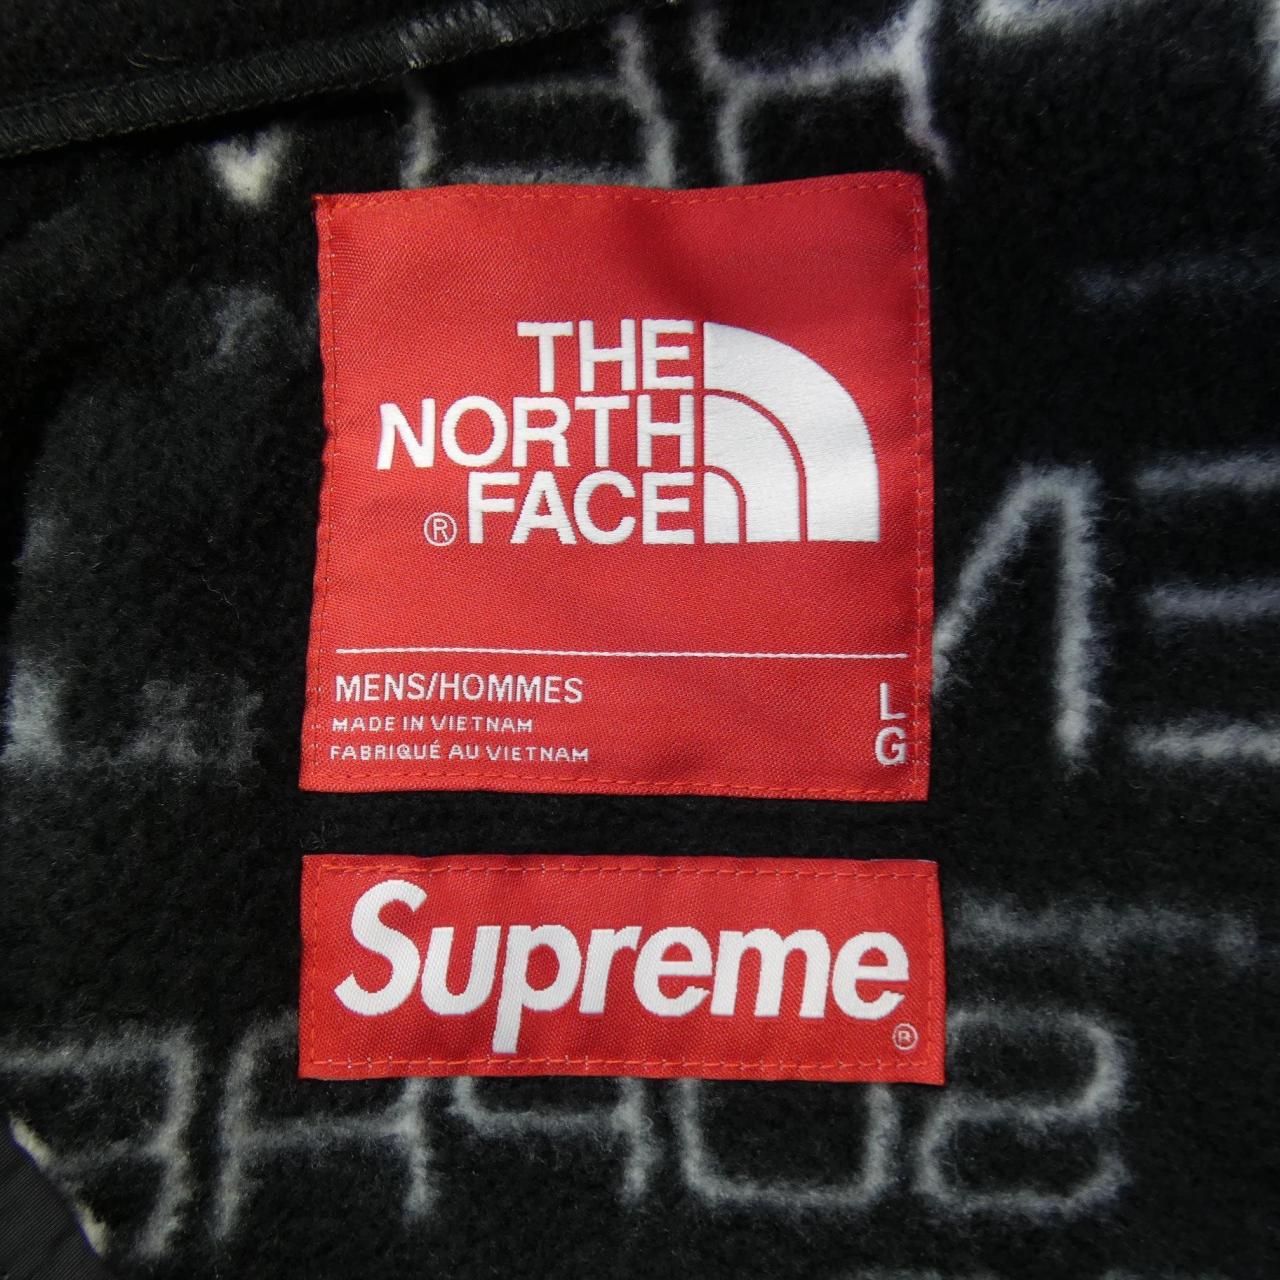 THE
NORTH
®FACE
MENS/HOMMES
MADE IN VIETNAM
FABRIQUÉ AU VIETNAM
L
G
Supreme®